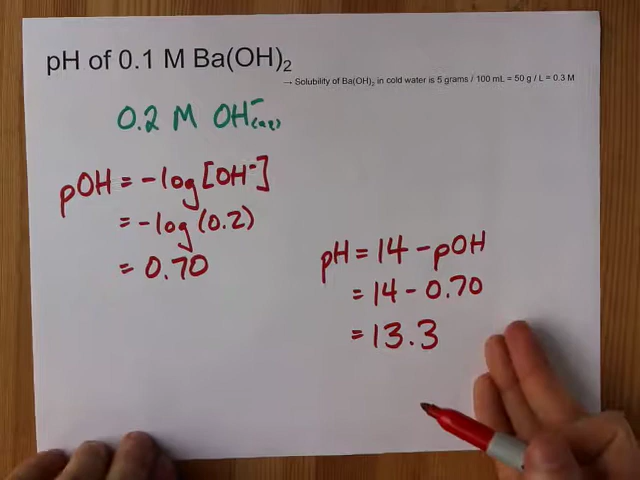 pH of 0.1 M Ba(OH)₂
→ Solubility of Ba(OH)₂ in cold water is 5 grams / 100 mL = 50 g / L = 0.3 M
0.2 M OH⁻(aq)
pOH = -log[OH⁻]
= -log(0.2)
= 0.70
pH = 14 - pOH
= 14 - 0.70
= 13.3